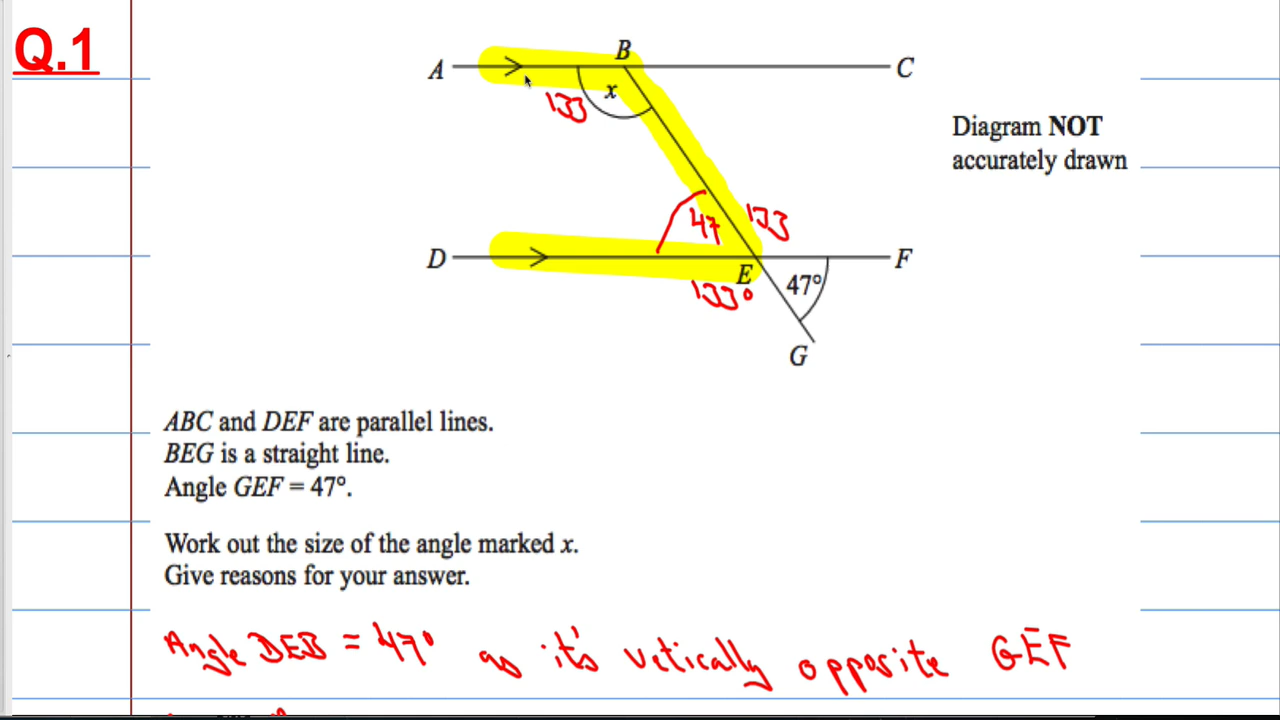 Q.1
A
B
C
x
133
Diagram NOT
accurately drawn
47
133
D
E
F
133°
47°
G
ABC and DEF are parallel lines.
BEG is a straight line.
Angle GEF = 47°.
Work out the size of the angle marked x.
Give reasons for your answer.
Angle DEB = 47° as it's vetically opposite GEF